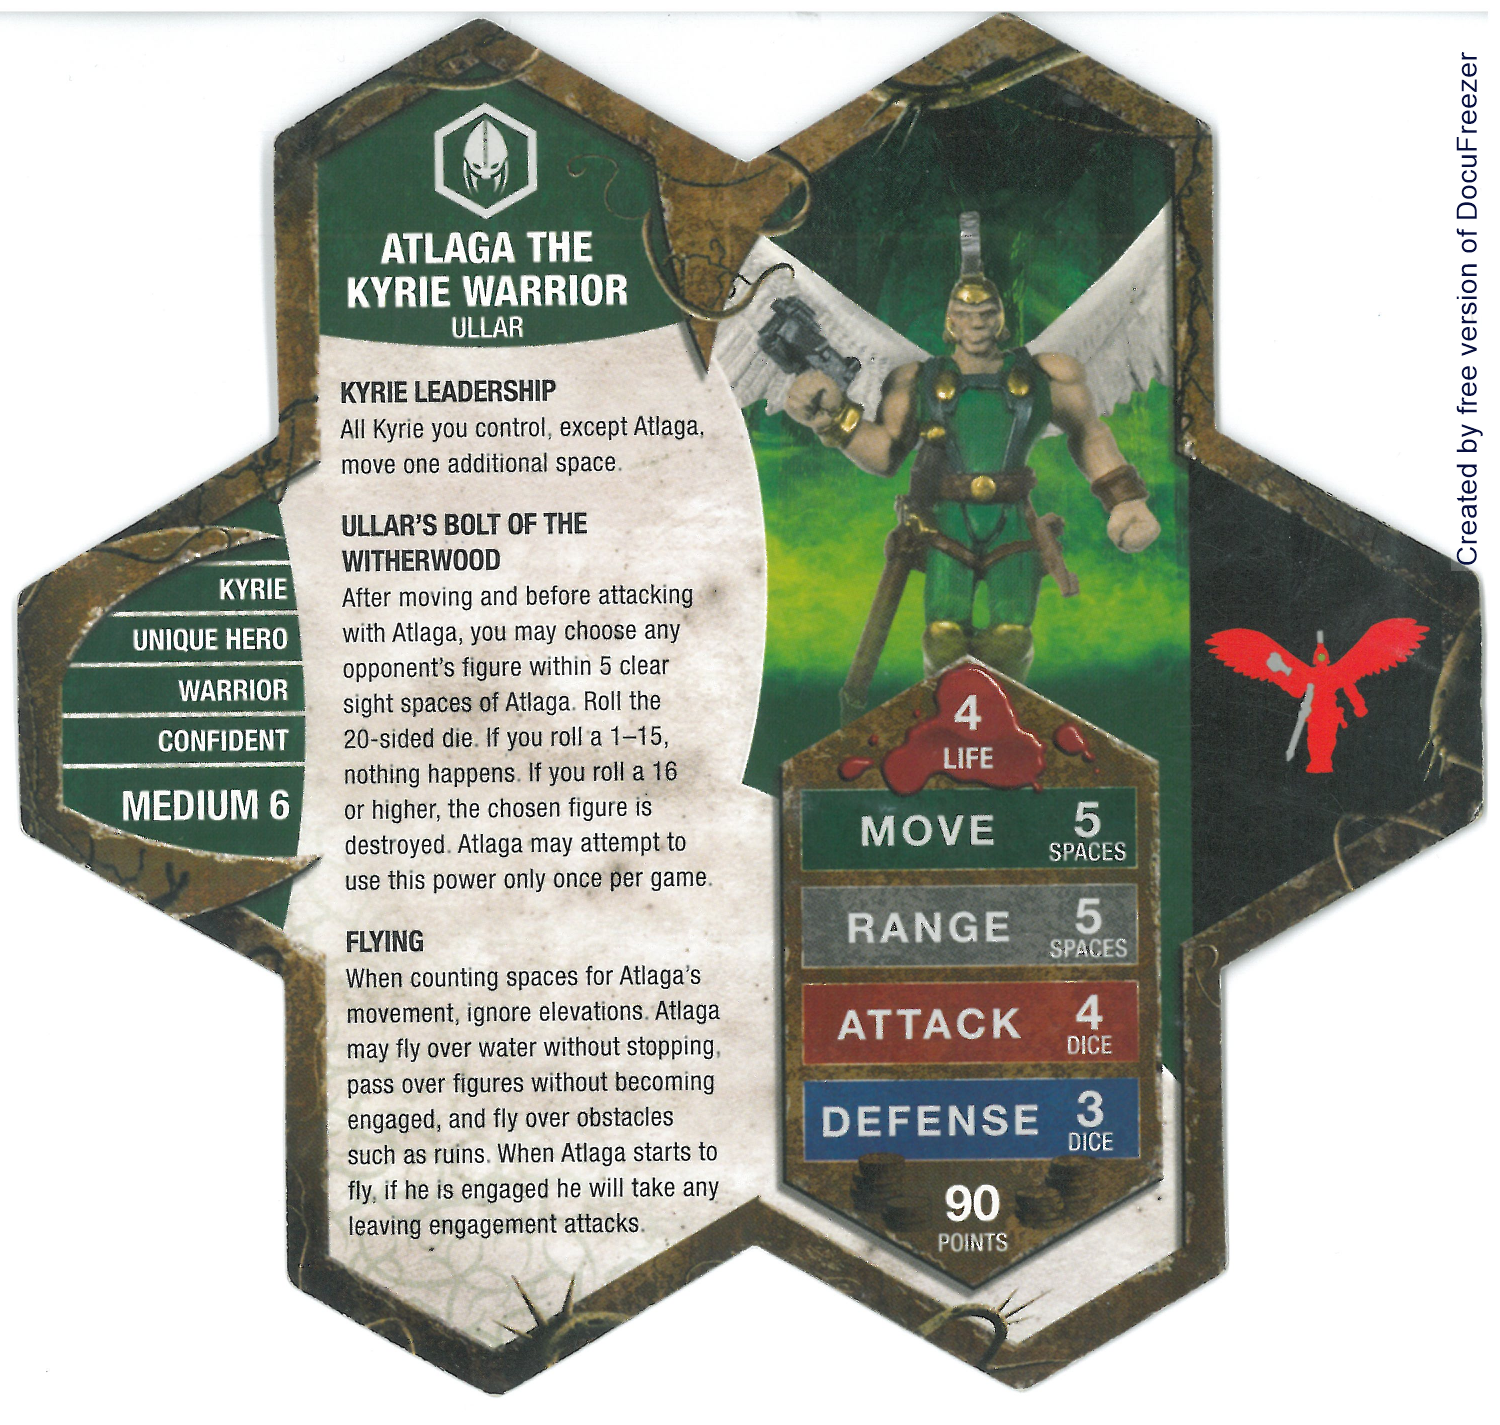 ATLAGA THE
KYRIE WARRIOR
ULLAR
KYRIE LEADERSHIP
All Kyrie you control, except Atlaga,
move one additional space.
ULLAR'S BOLT OF THE
WITHERWOOD
After moving and before attacking
with Atlaga, you may choose any
opponent's figure within 5 clear
sight spaces of Atlaga. Roll the
20-sided die. If you roll a 1–15,
nothing happens. If you roll a 16
or higher, the chosen figure is
destroyed. Atlaga may attempt to
use this power only once per game.
FLYING
When counting spaces for Atlaga's
movement, ignore elevations. Atlaga
may fly over water without stopping,
pass over figures without becoming
engaged, and fly over obstacles
such as ruins. When Atlaga starts to
fly, if he is engaged he will take any
leaving engagement attacks.
KYRIE
UNIQUE HERO
WARRIOR
CONFIDENT
MEDIUM 6
4
LIFE
MOVE 5
SPACES
RANGE 5
SPACES
ATTACK 4
DICE
DEFENSE 3
DICE
90
POINTS
Created by free version of DocuFreezer